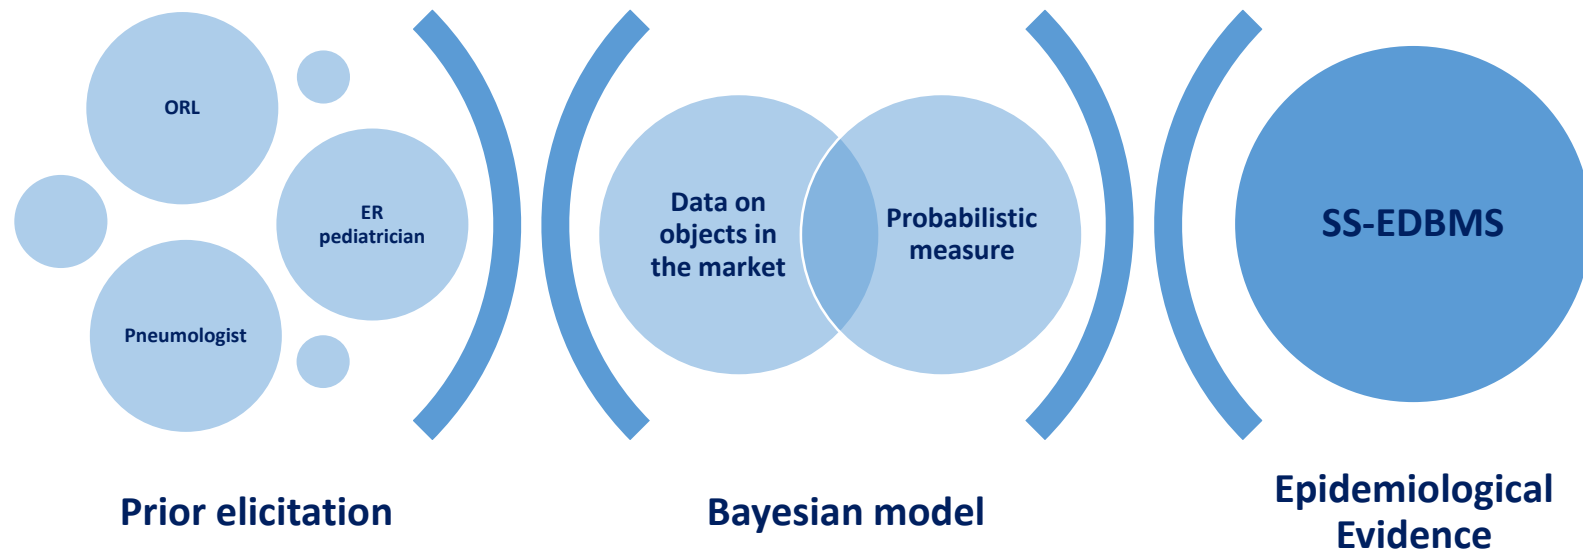 ORL
ER
pediatrician
Pneumologist
Prior elicitation
Data on
objects in
the market
Probabilistic
measure
Bayesian model
SS-EDBMS
Epidemiological
Evidence